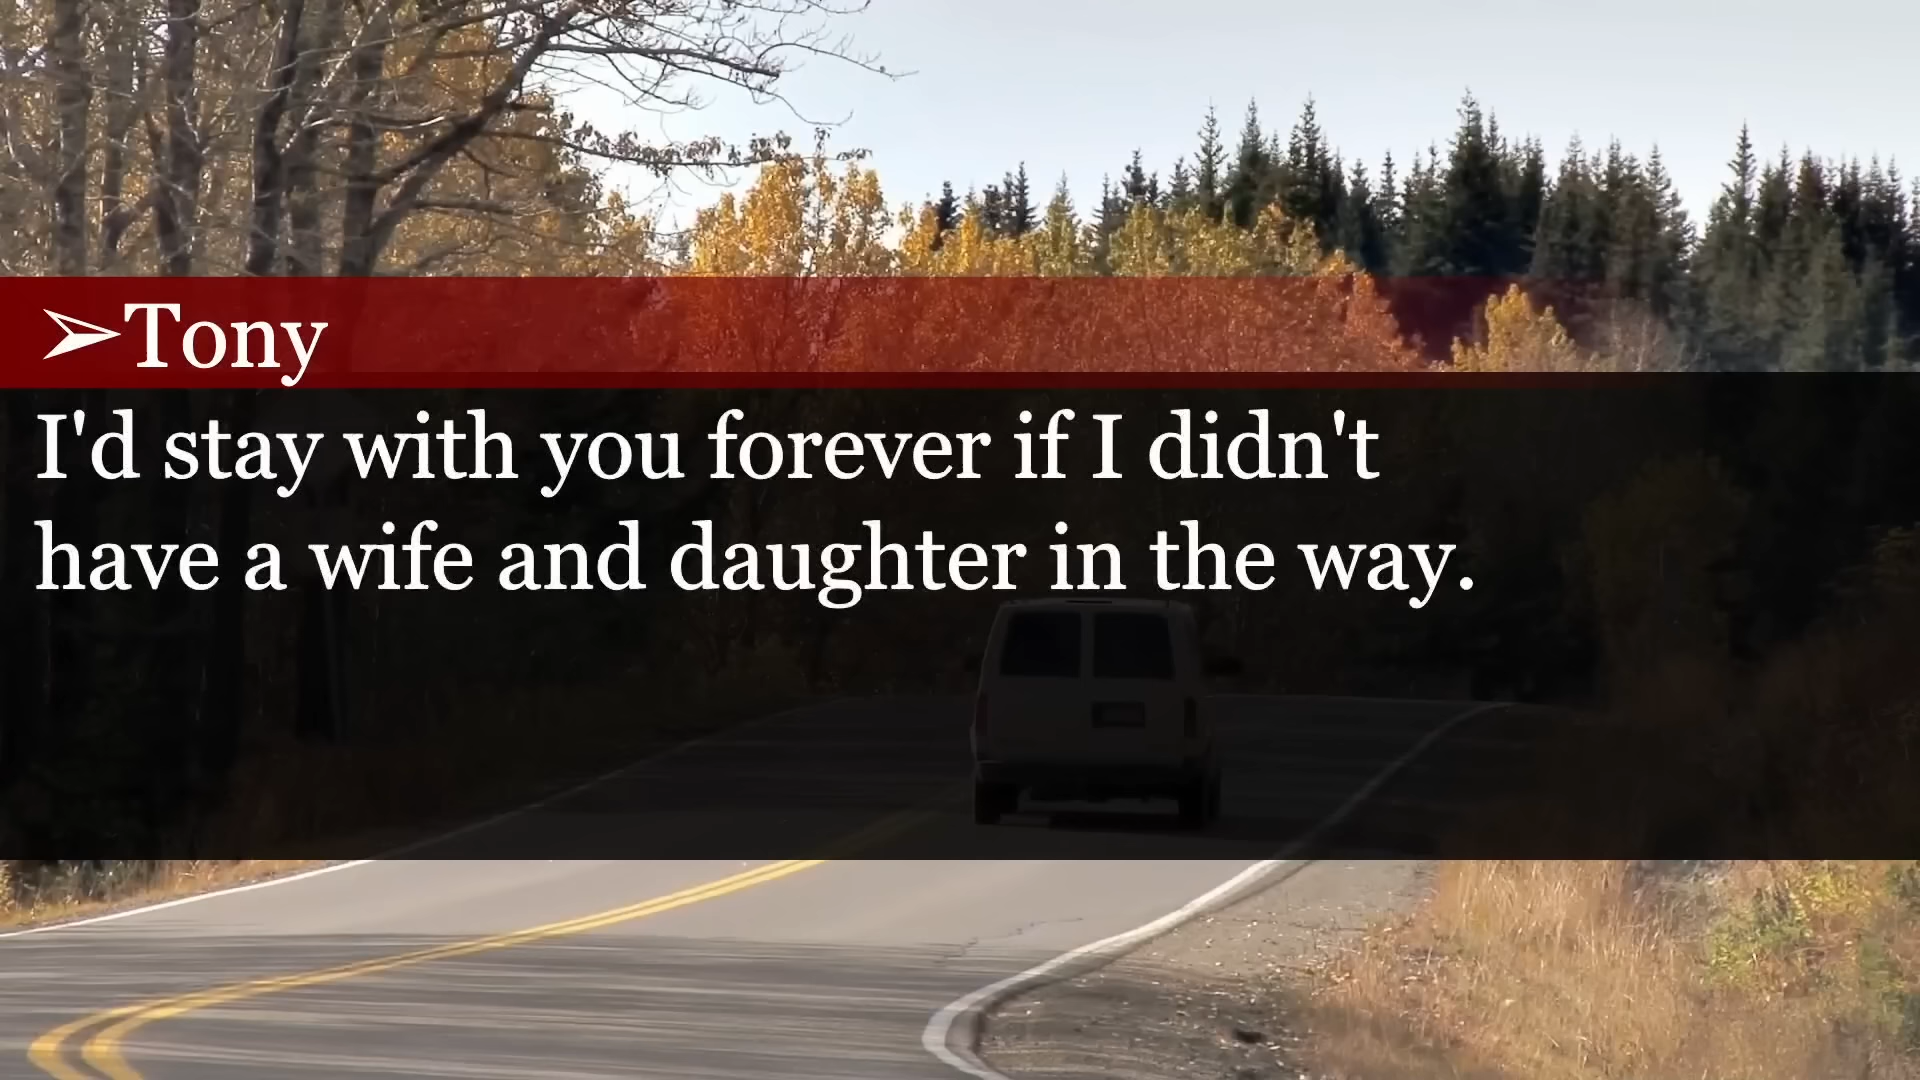 ➢Tony
I'd stay with you forever if I didn't
have a wife and daughter in the way.